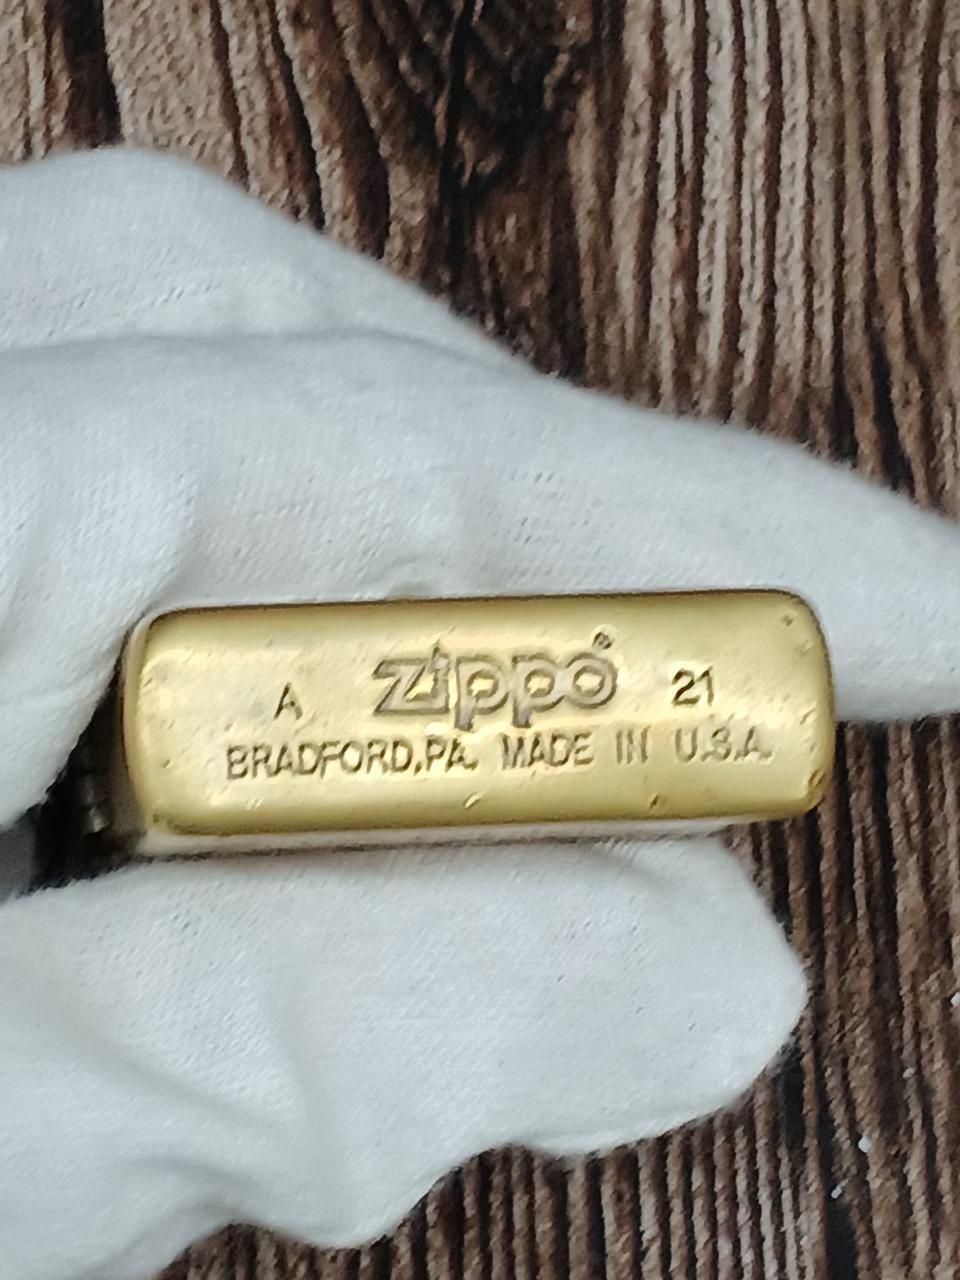 A zippo® 21
BRADFORD,PA. MADE IN U.S.A.